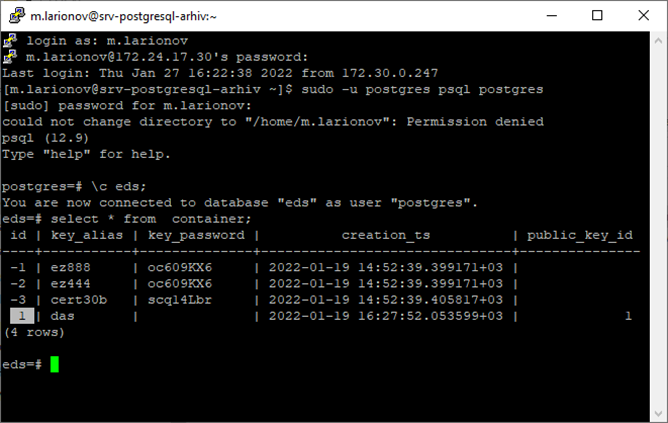 m.larionov@srv-postgresql-arhiv:~
login as: m.larionov
m.larionov@172.24.17.30's password:
Last login: Thu Jan 27 16:22:38 2022 from 172.30.0.247
[m.larionov@srv-postgresql-arhiv ~]$ sudo -u postgres psql postgres
[sudo] password for m.larionov:
could not change directory to "/home/m.larionov": Permission denied
psql (12.9)
Type "help" for help.
postgres=# \c eds;
You are now connected to database "eds" as user "postgres".
eds=# select * from  container;
 id | key_alias | key_password |         creation_ts           | public_key_id
----+-----------+--------------+-------------------------------+---------------
 -1 | ez888     | oc609KX6     | 2022-01-19 14:52:39.399171+03 |
 -2 | ez444     | oc609KX6     | 2022-01-19 14:52:39.399171+03 |
 -3 | cert30b   | scql4Lbr     | 2022-01-19 14:52:39.405817+03 |
  1 | das       |              | 2022-01-19 16:27:52.053599+03 |             1
(4 rows)
eds=#